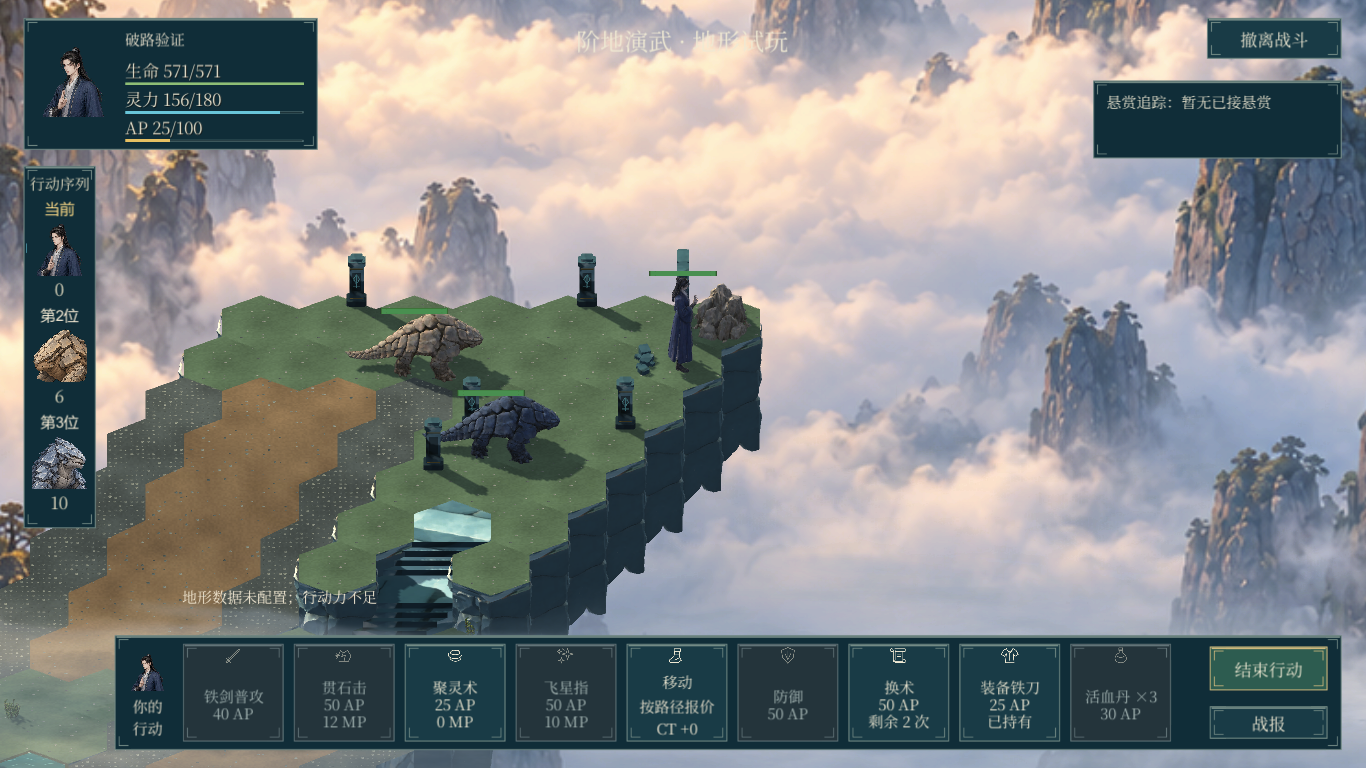 破路验证
生命 571/571
灵力 156/180
AP 25/100
阶地演武 · 地形试玩
撤离战斗
悬赏追踪：暂无已接悬赏
行动序列
当前
0
第2位
6
第3位
10
地形数据未配置；行动力不足
你的
行动
铁剑普攻
40 AP
贯石击
50 AP
12 MP
聚灵术
25 AP
0 MP
飞星指
50 AP
10 MP
移动
按路径报价
CT +0
防御
50 AP
换术
50 AP
剩余 2 次
装备铁刀
25 AP
已持有
活血丹 ×3
30 AP
结束行动
战报